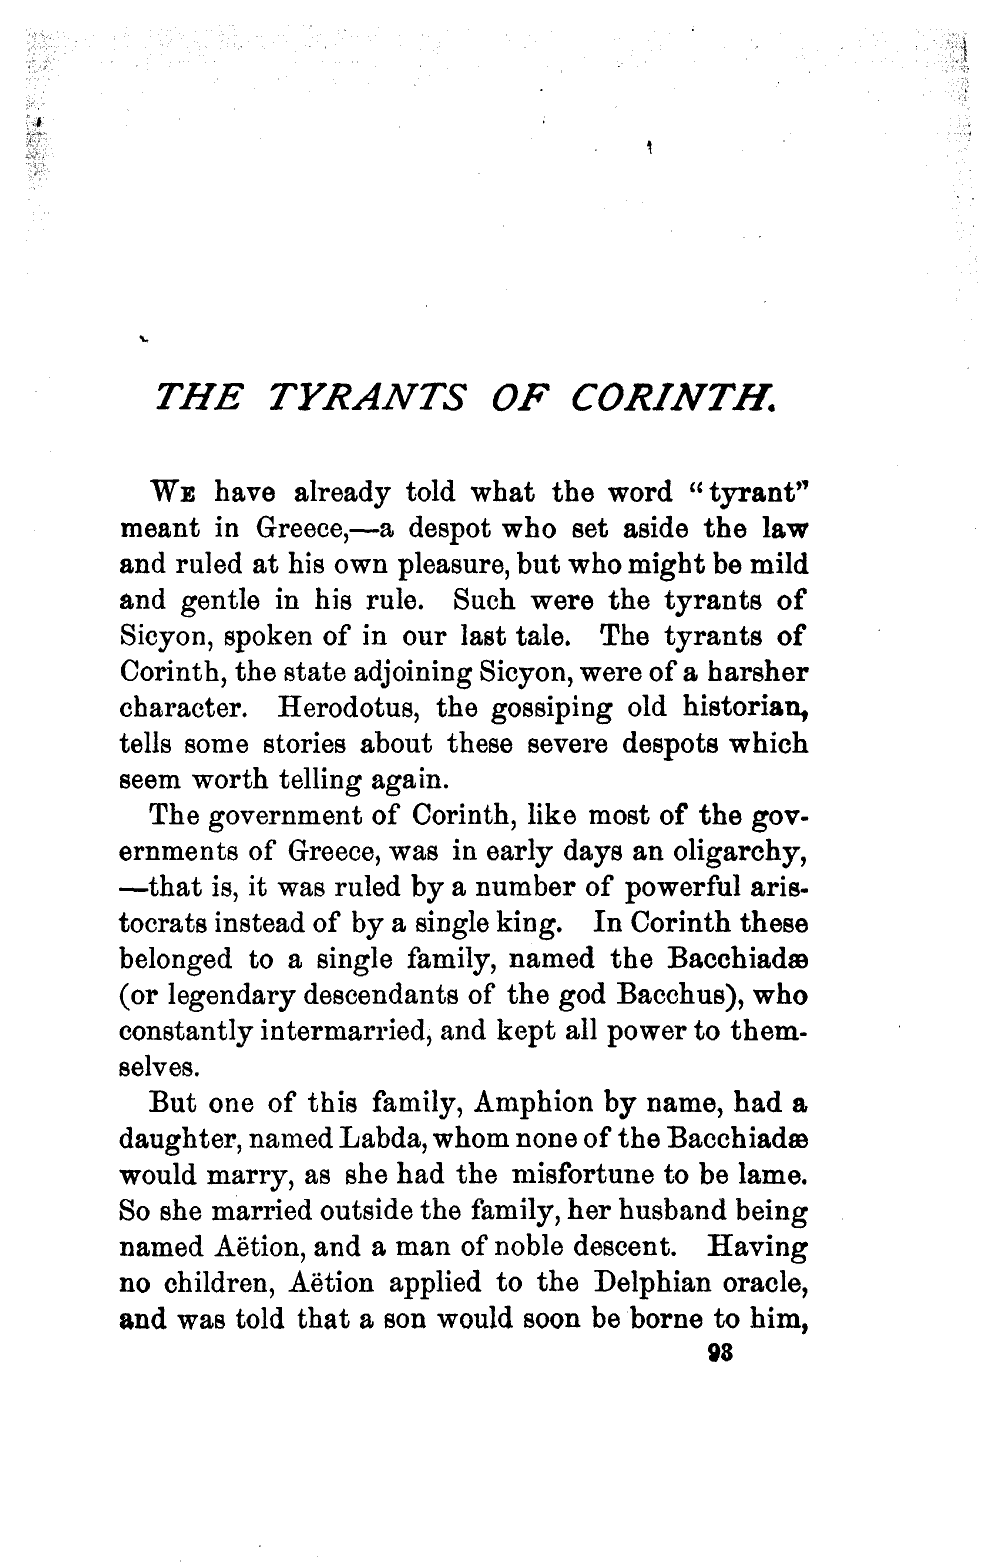 THE TYRANTS OF CORINTH.
WE have already told what the word "tyrant"
meant in Greece,—a despot who set aside the law
and ruled at his own pleasure, but who might be mild
and gentle in his rule. Such were the tyrants of
Sicyon, spoken of in our last tale. The tyrants of
Corinth, the state adjoining Sicyon, were of a harsher
character. Herodotus, the gossiping old historian,
tells some stories about these severe despots which
seem worth telling again.
The government of Corinth, like most of the gov-
ernments of Greece, was in early days an oligarchy,
—that is, it was ruled by a number of powerful aris-
tocrats instead of by a single king. In Corinth these
belonged to a single family, named the Bacchiadæ
(or legendary descendants of the god Bacchus), who
constantly intermarried, and kept all power to them-
selves.
But one of this family, Amphion by name, had a
daughter, named Labda, whom none of the Bacchiadæ
would marry, as she had the misfortune to be lame.
So she married outside the family, her husband being
named Aëtion, and a man of noble descent. Having
no children, Aëtion applied to the Delphian oracle,
and was told that a son would soon be borne to him,
93